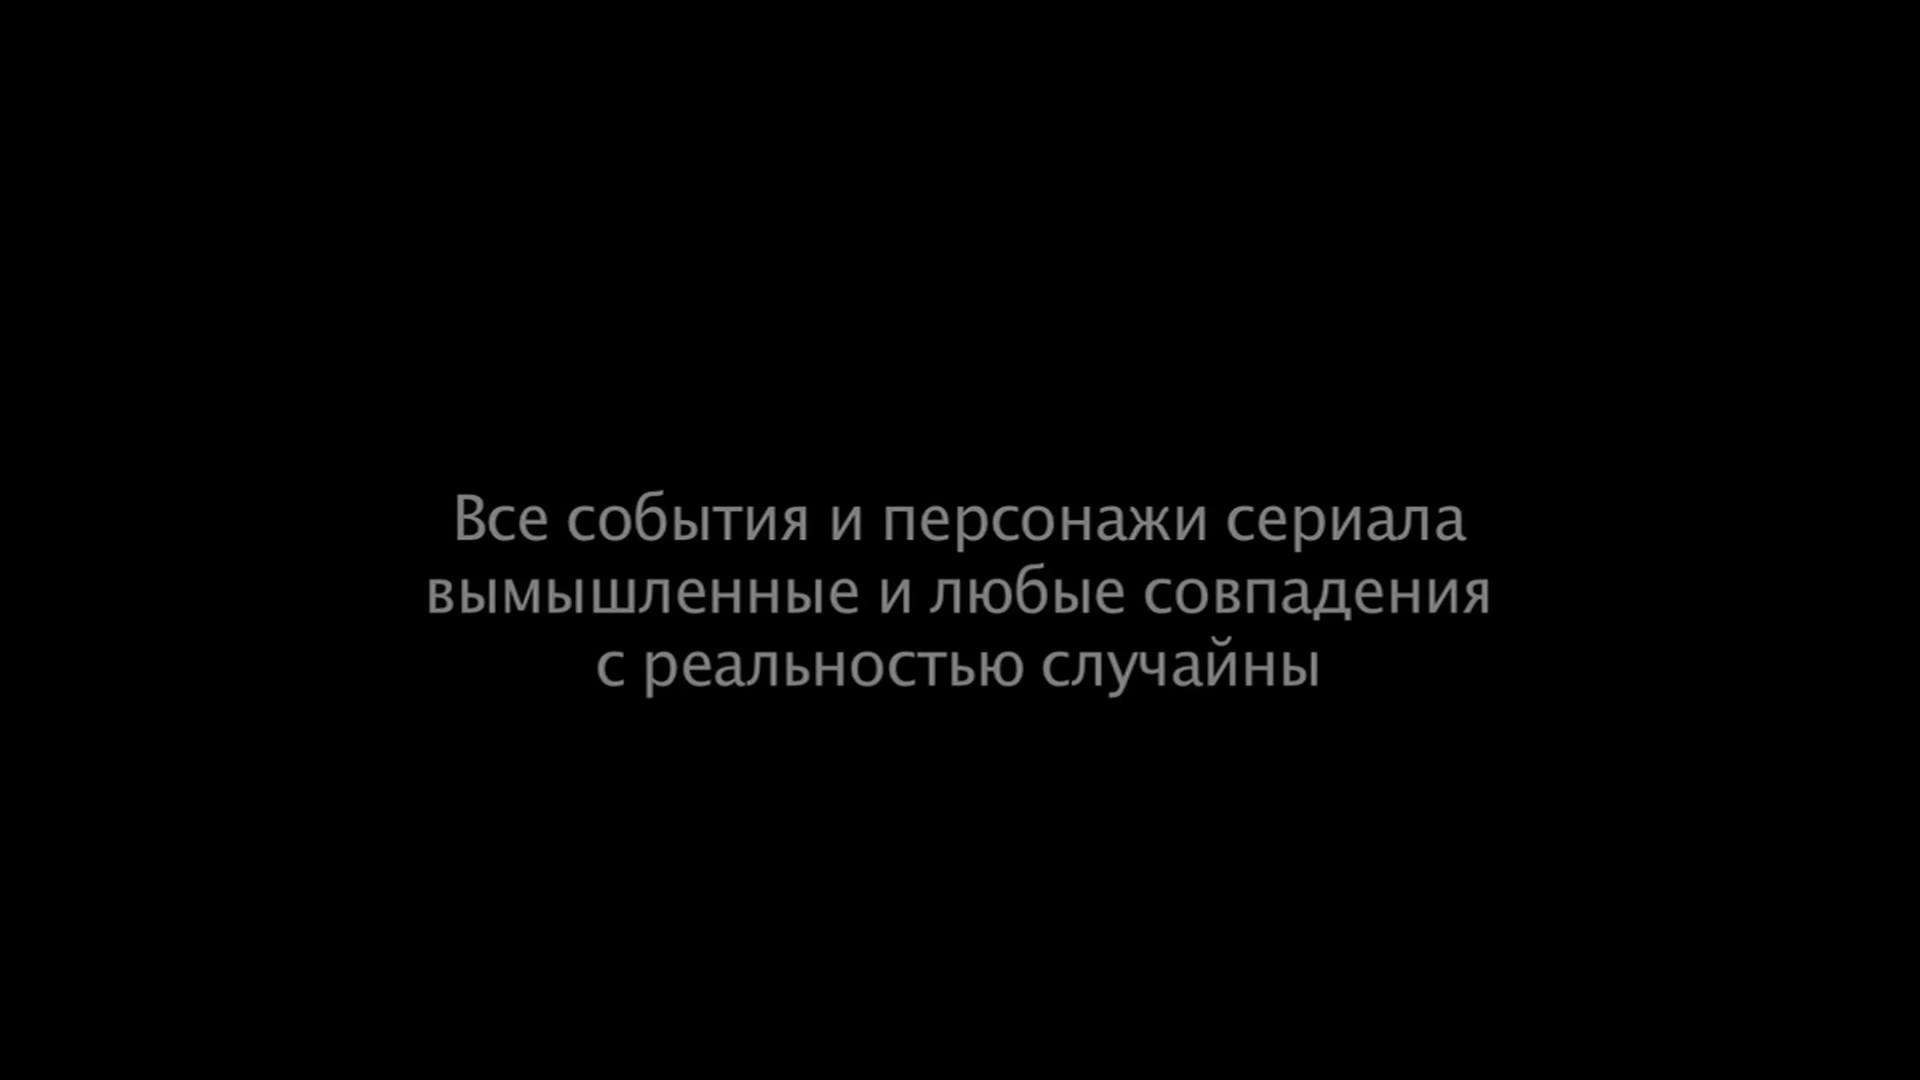 Все события и персонажи сериала
вымышленные и любые совпадения
с реальностью случайны